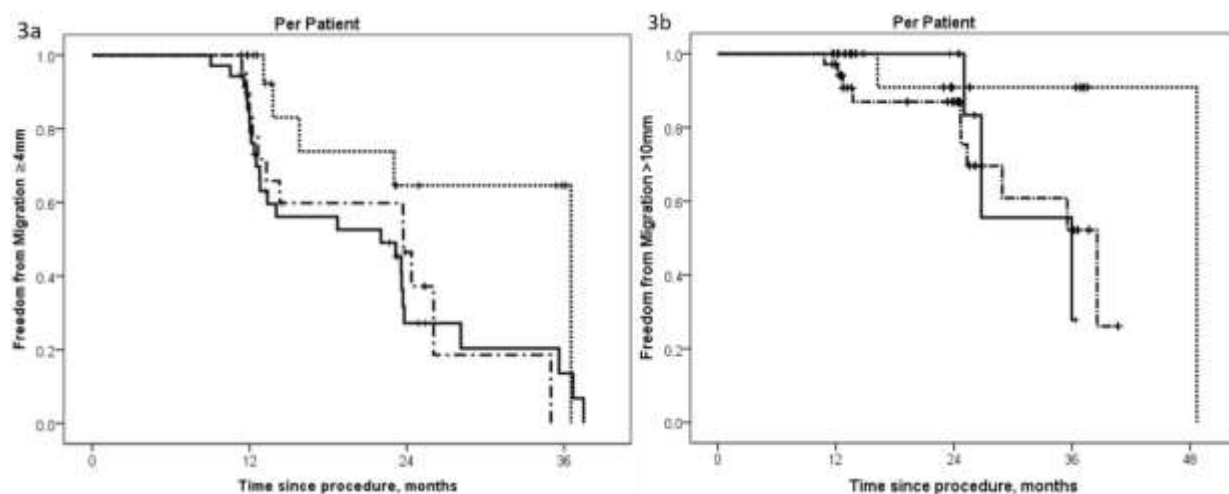 3a
Per Patient
Freedom from Migration ≥4mm
1.0
0.8
0.6
0.4
0.2
0.0
0 12 24 36
Time since procedure, months
3b
Per Patient
Freedom from Migration >10mm
1.0
0.8
0.6
0.4
0.2
0.0
0 12 24 36 48
Time since procedure, months